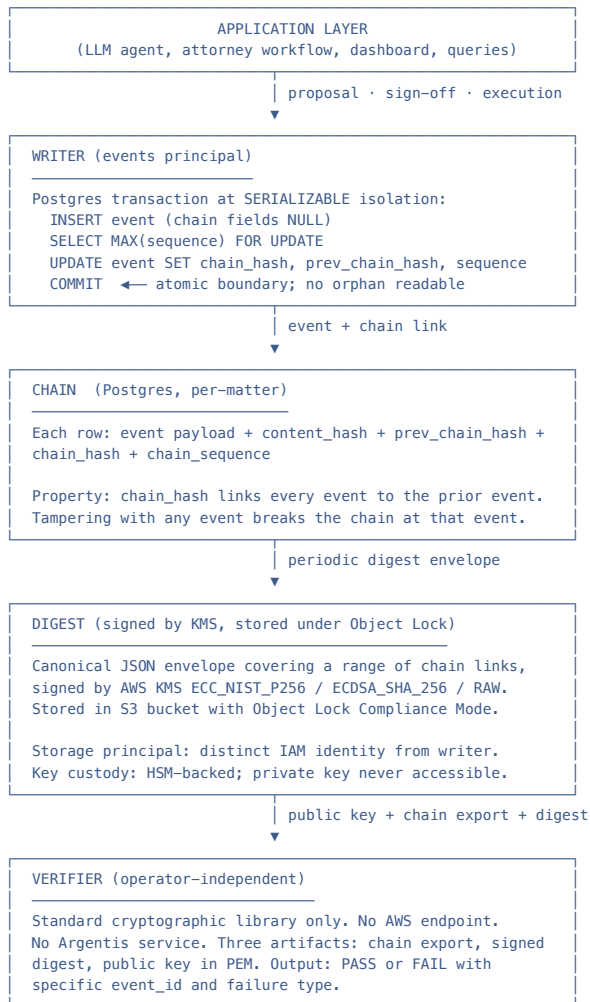 APPLICATION LAYER
(LLM agent, attorney workflow, dashboard, queries)
proposal · sign-off · execution
WRITER (events principal)
Postgres transaction at SERIALIZABLE isolation:
INSERT event (chain fields NULL)
SELECT MAX(sequence) FOR UPDATE
UPDATE event SET chain_hash, prev_chain_hash, sequence
COMMIT ◀── atomic boundary; no orphan readable
event + chain link
CHAIN (Postgres, per-matter)
Each row: event payload + content_hash + prev_chain_hash +
chain_hash + chain_sequence
Property: chain_hash links every event to the prior event.
Tampering with any event breaks the chain at that event.
periodic digest envelope
DIGEST (signed by KMS, stored under Object Lock)
Canonical JSON envelope covering a range of chain links,
signed by AWS KMS ECC_NIST_P256 / ECDSA_SHA_256 / RAW.
Stored in S3 bucket with Object Lock Compliance Mode.
Storage principal: distinct IAM identity from writer.
Key custody: HSM-backed; private key never accessible.
public key + chain export + digest
VERIFIER (operator-independent)
Standard cryptographic library only. No AWS endpoint.
No Argentis service. Three artifacts: chain export, signed
digest, public key in PEM. Output: PASS or FAIL with
specific event_id and failure type.